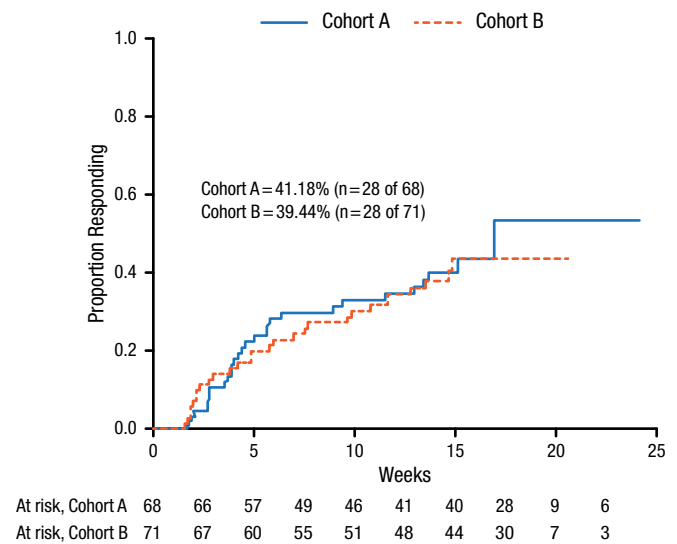 Cohort A Cohort B
1.0
0.8
0.6
0.4
0.2
0.0
Proportion Responding
Cohort A = 41.18% (n = 28 of 68)
Cohort B = 39.44% (n = 28 of 71)
0 5 10 15 20 25
Weeks
At risk, Cohort A 68 66 57 49 46 41 40 28 9 6
At risk, Cohort B 71 67 60 55 51 48 44 30 7 3